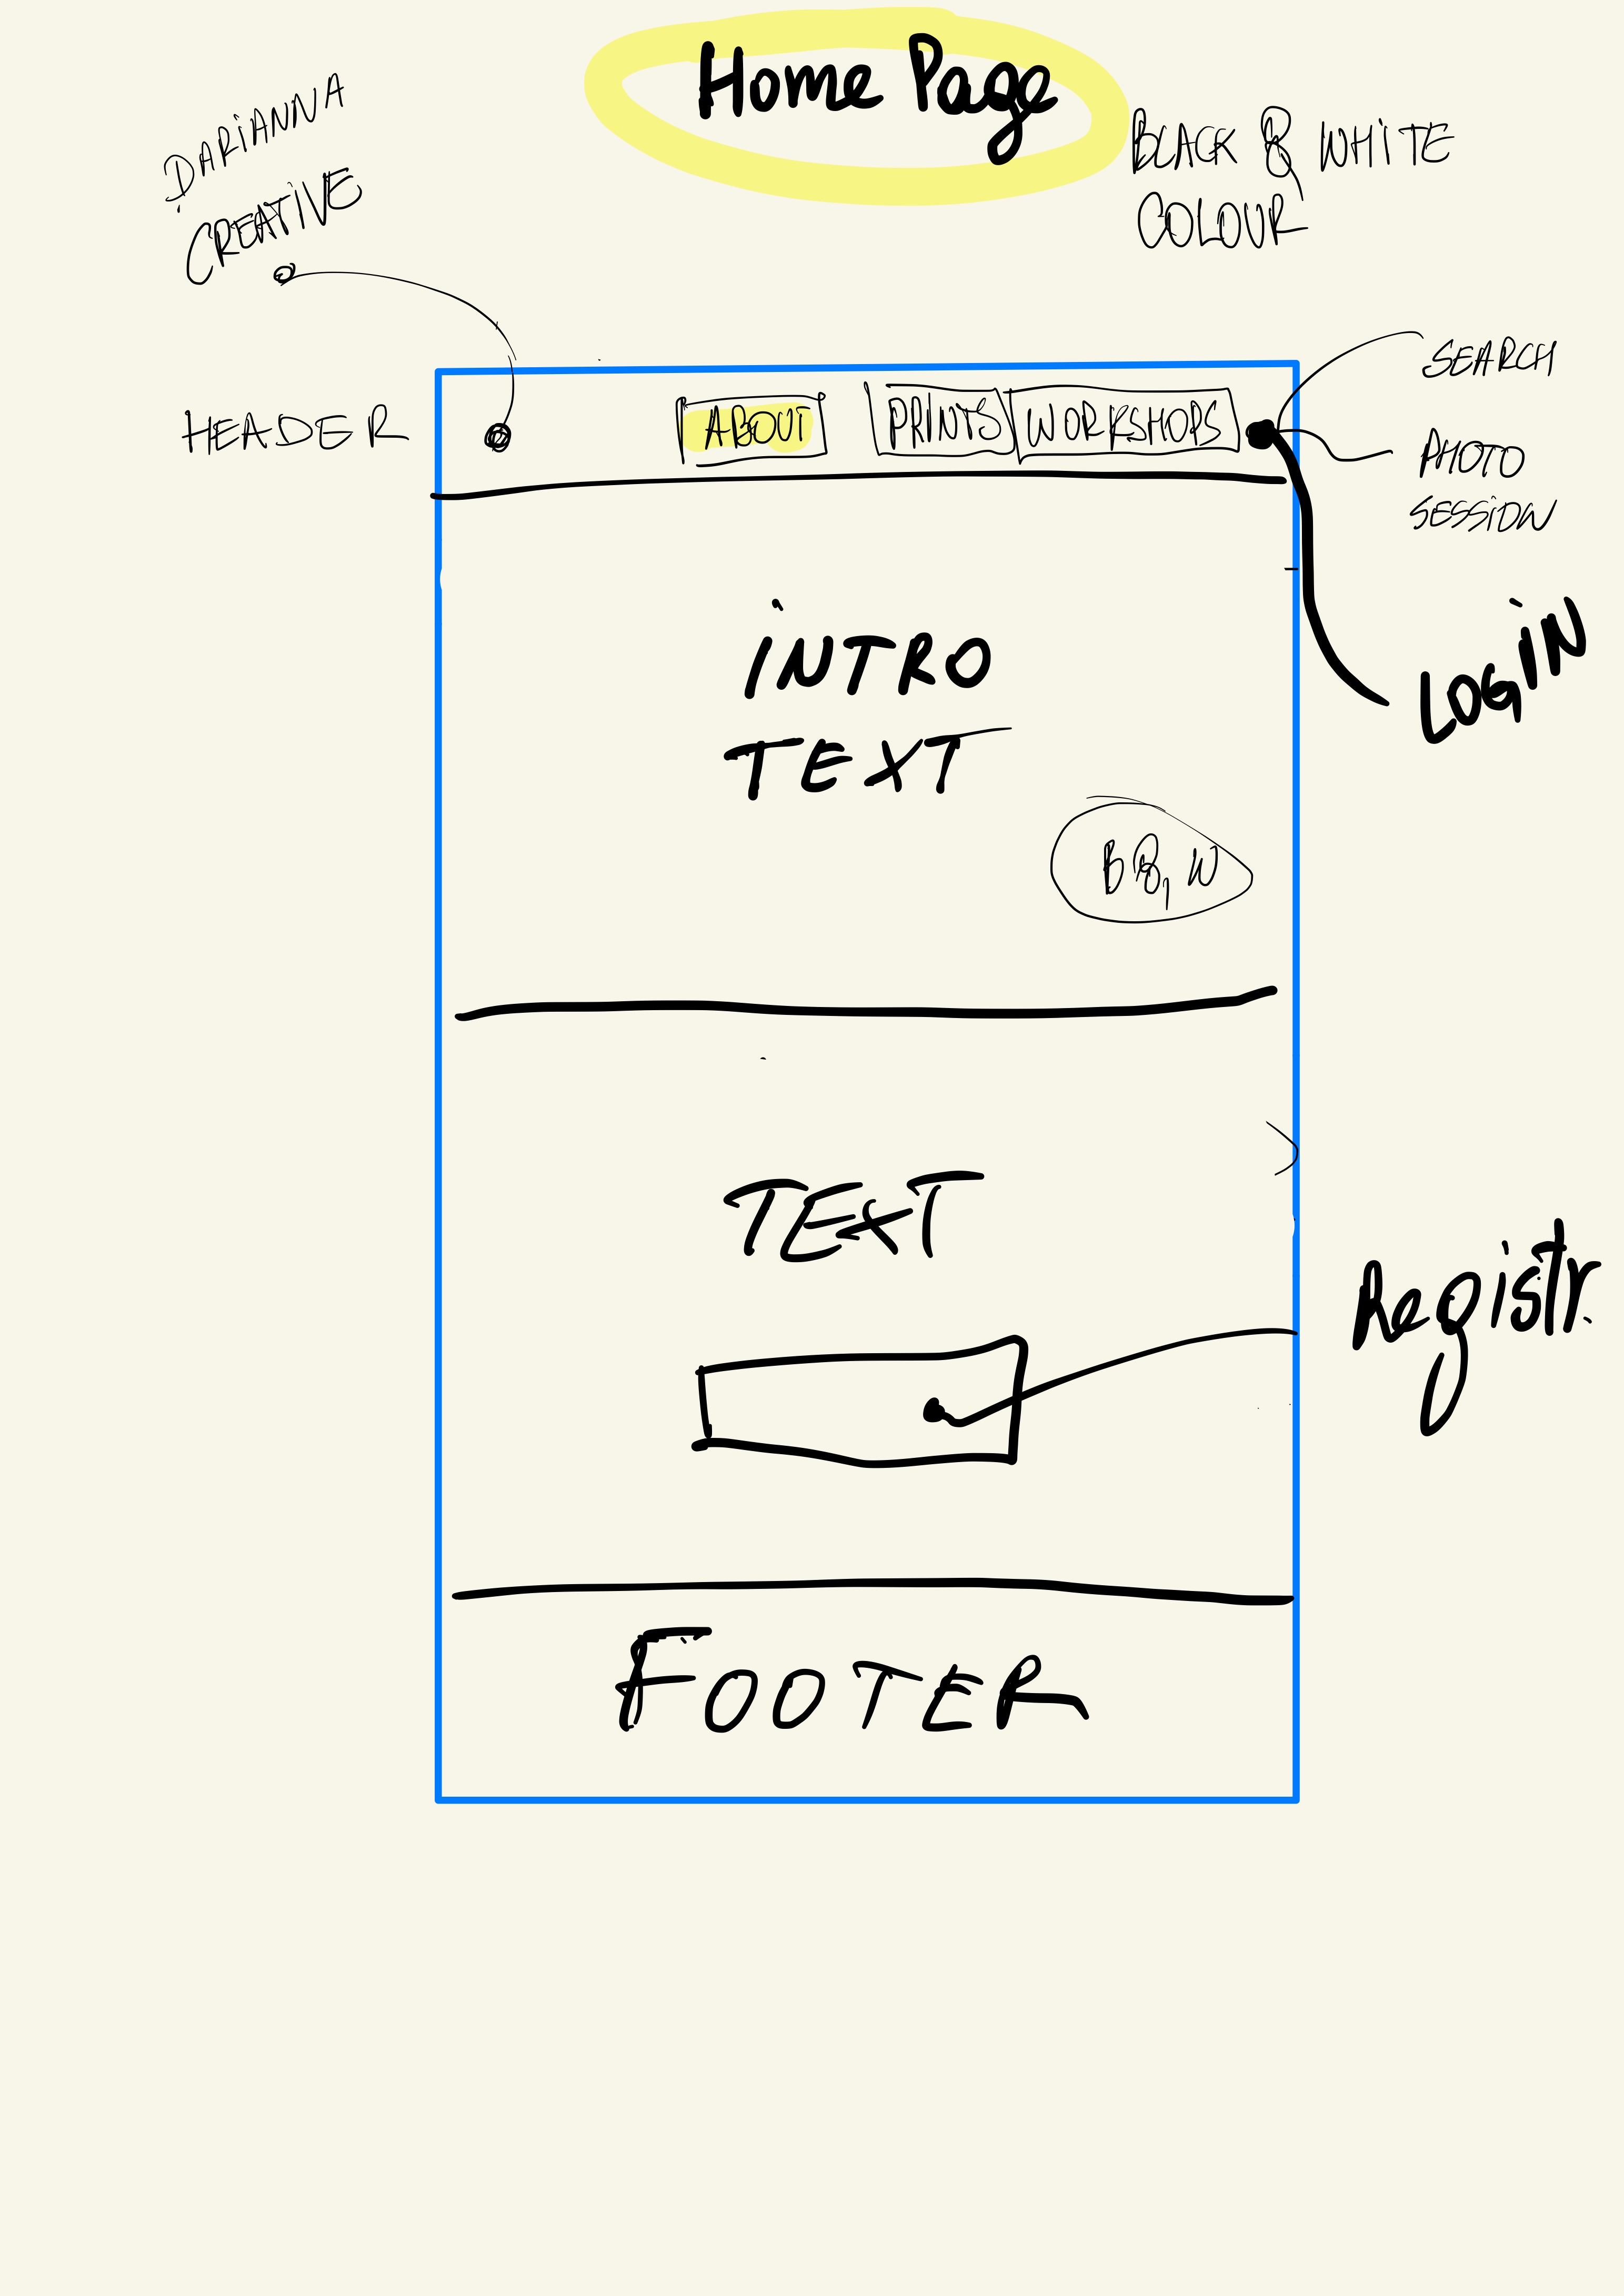 Home Page
DARIANNA
CREATIVE
BLACK & WHITE
COLOUR
HEADER
ABOUT
PRINTS
WORKSHOPS
SEARCH
PHOTO
SESSION
LOGIN
INTRO
TEXT
B&W
TEXT
Registr.
FOOTER